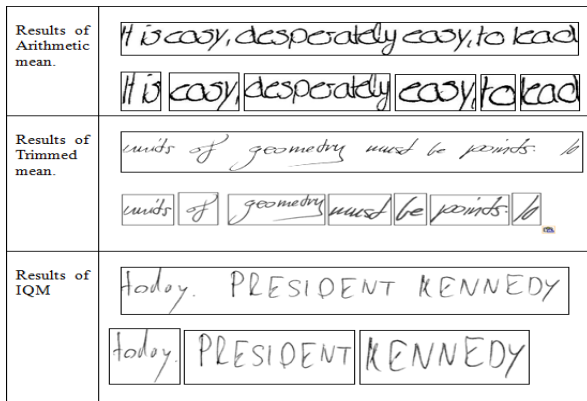 Results of
Arithmetic
mean.
It is easy, desperately easy, to lead
It is easy, desperately easy, to lead
Results of
Trimmed
mean.
units of geometry must be points. to
units of geometry must be points. to
Results of
IQM
today. PRESIDENT KENNEDY
today. PRESIDENT KENNEDY